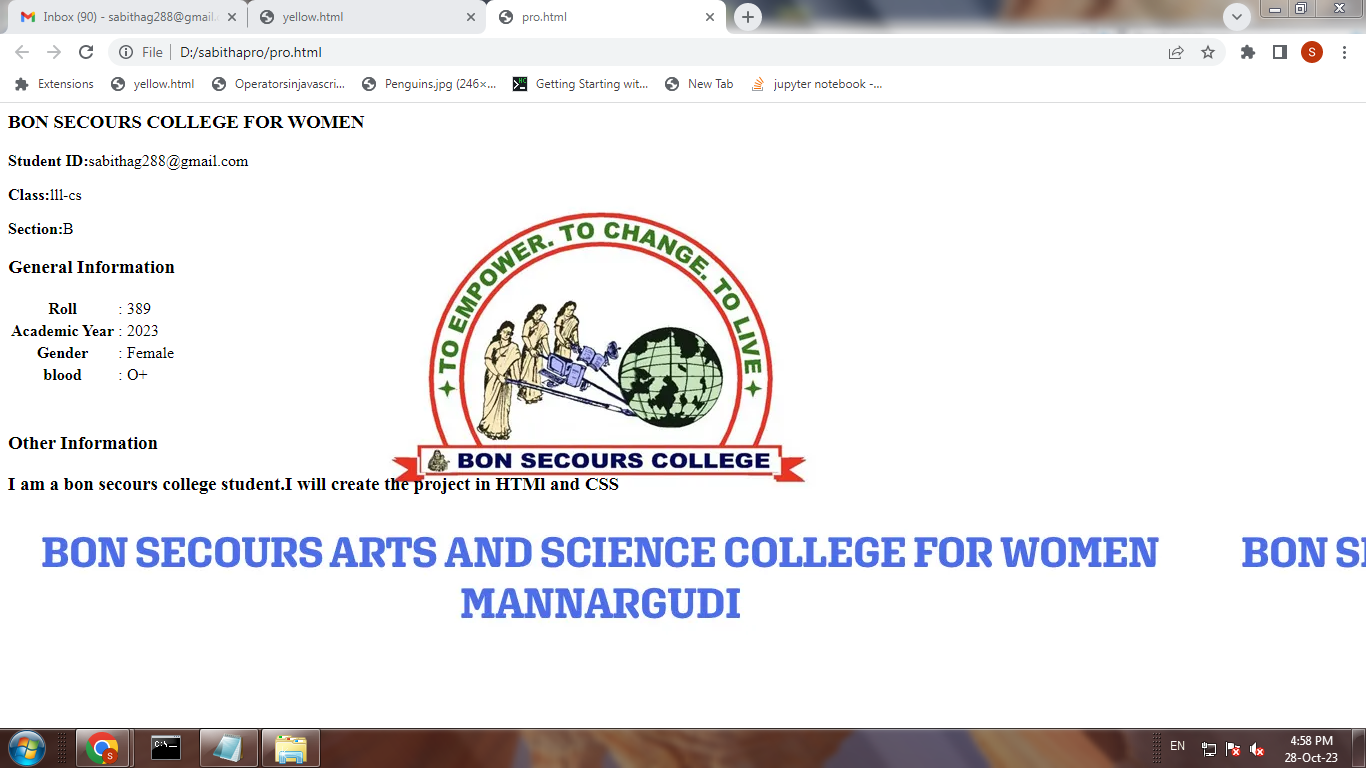 Inbox (90) - sabithag288@gmail.
yellow.html
pro.html
File
D:/sabithapro/pro.html
S
Extensions
yellow.html
Operatorsinjavascri...
Penguins.jpg (246×...
Getting Starting wit...
New Tab
jupyter notebook -...
BON SECOURS COLLEGE FOR WOMEN
Student ID:sabithag288@gmail.com
Class:lll-cs
Section:B
General Information
Roll : 389
Academic Year : 2023
Gender : Female
blood : O+
TO EMPOWER. TO CHANGE. TO LIVE
BON SECOURS COLLEGE
Other Information
I am a bon secours college student.I will create the project in HTMl and CSS
BON SECOURS ARTS AND SCIENCE COLLEGE FOR WOMEN BON SE
MANNARGUDI
S
C:\.
EN
4:58 PM
28-Oct-23